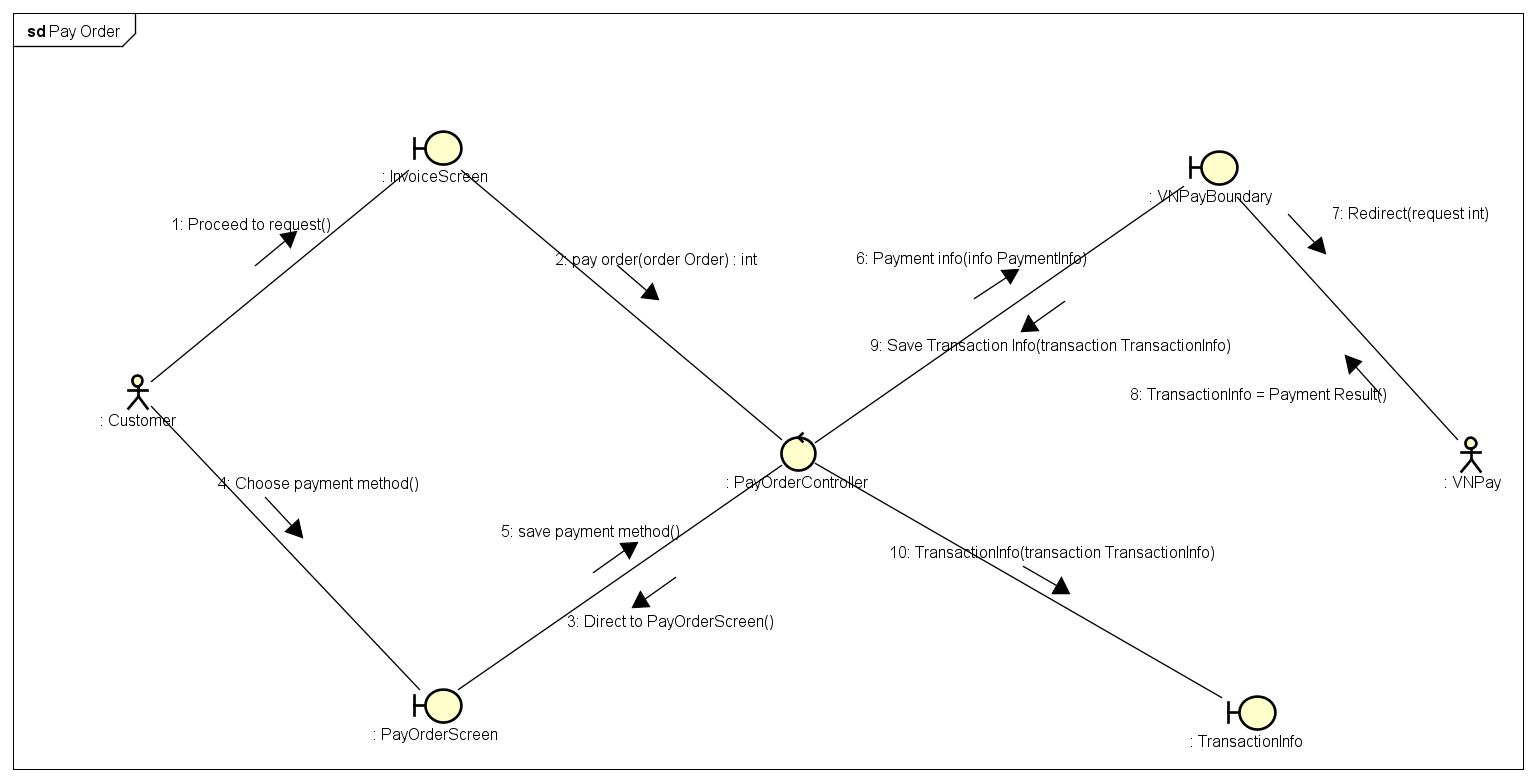 sd Pay Order
: InvoiceScreen
: VNPayBoundary
1: Proceed to request()
7: Redirect(request int)
2: pay order(order Order) : int
6: Payment info(info PaymentInfo)
9: Save Transaction Info(transaction TransactionInfo)
8: TransactionInfo = Payment Result()
: Customer
4: Choose payment method()
: PayOrderController
: VNPay
5: save payment method()
10: TransactionInfo(transaction TransactionInfo)
3: Direct to PayOrderScreen()
: PayOrderScreen
: TransactionInfo